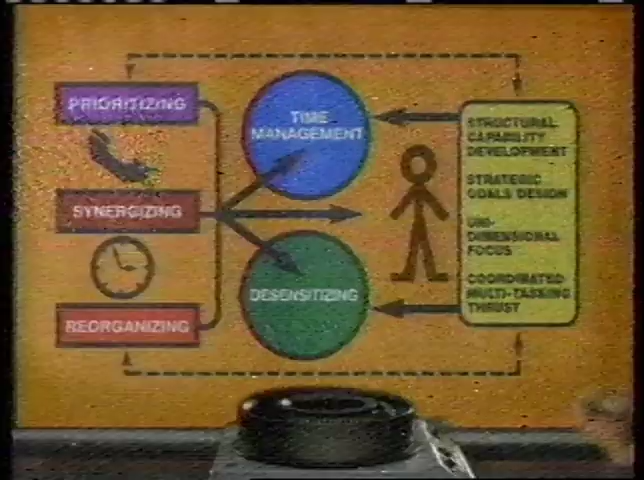 PRIORITIZING
SYNERGIZING
REORGANIZING
TIME
MANAGEMENT
DESENSITIZING
STRUCTURAL
CAPABILITY
DEVELOPMENT
STRATEGIC
GOALS DESIGN
UNI-
DIMENSIONAL
FOCUS
COORDINATED
MULTI-TASKING
THRUST